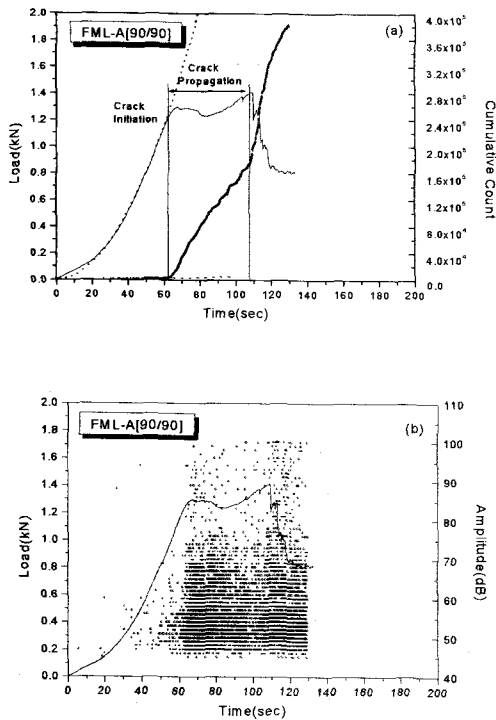 FML-A[90/90]
(a)
Crack
Propagation
Crack
Initiation
Load(kN)
2.0
1.8
1.6
1.4
1.2
1.0
0.8
0.6
0.4
0.2
0.0
4.0x10⁵
3.6x10⁵
3.2x10⁵
2.8x10⁵
2.4x10⁵
2.0x10⁵
1.6x10⁵
1.2x10⁵
8.0x10⁴
4.0x10⁴
0.0
Cumulative Count
0 20 40 60 80 100 120 140 160 180 200
Time(sec)
FML-A[90/90]
(b)
Load(kN)
2.0
1.8
1.6
1.4
1.2
1.0
0.8
0.6
0.4
0.2
0.0
110
100
90
80
70
60
50
40
Amplitude(dB)
0 20 40 60 80 100 120 140 160 180 200
Time(sec)